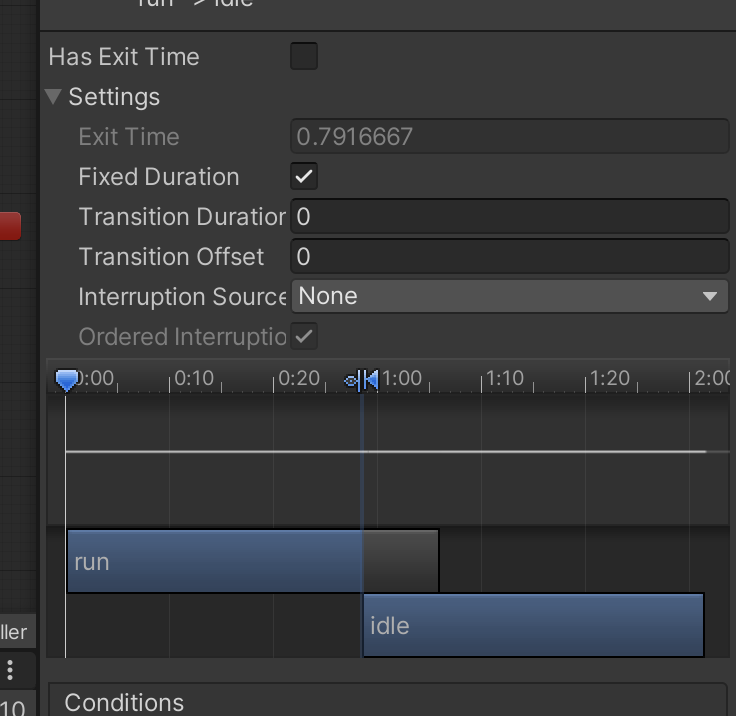 run -> idle
Has Exit Time
Settings
Exit Time 0.7916667
Fixed Duration
Transition Duration 0
Transition Offset 0
Interruption Source None
Ordered Interruptio
0:00 0:10 0:20 1:00 1:10 1:20 2:00
run
idle
ller
Conditions
10